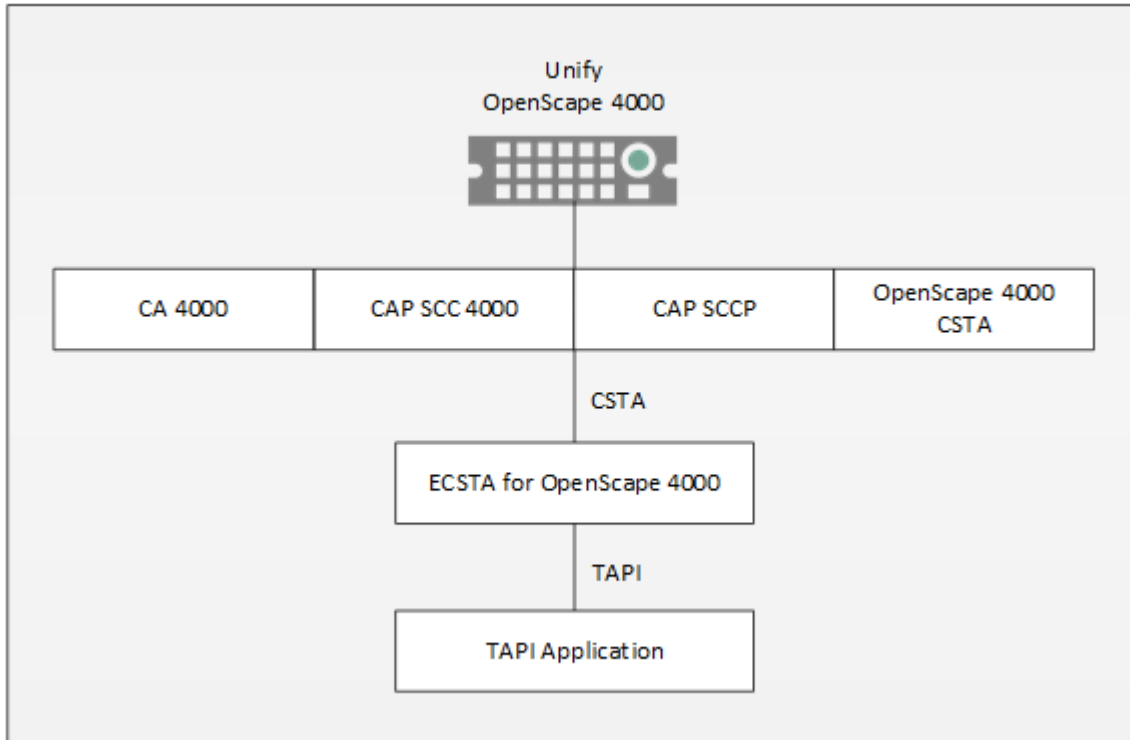 Unify
OpenScape 4000
CA 4000
CAP SCC 4000
CAP SCCP
OpenScape 4000
CSTA
CSTA
ECSTA for OpenScape 4000
TAPI
TAPI Application